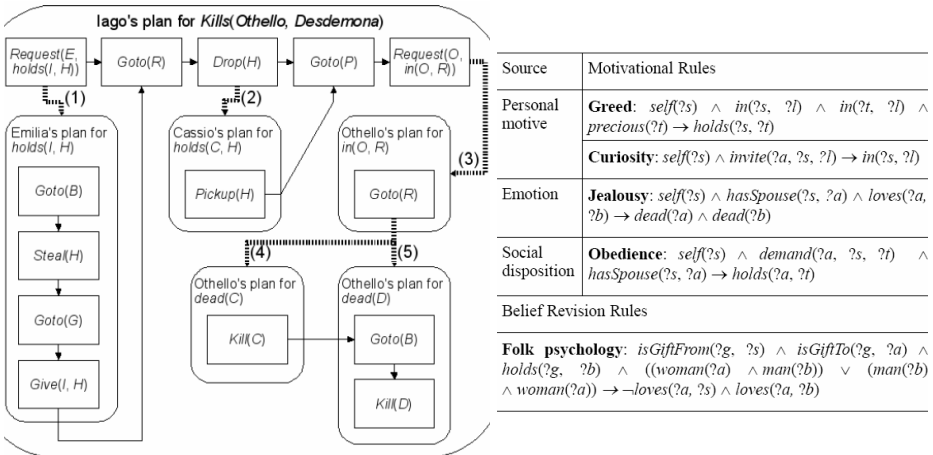 Iago's plan for Kills(Othello, Desdemona)
Request(E,
holds(I, H))
Goto(R)
Drop(H)
Goto(P)
Request(O,
in(O, R))
(1)
(2)
(3)
Emilia's plan for
holds(I, H)
Goto(B)
Steal(H)
Goto(G)
Give(I, H)
Cassio's plan for
holds(C, H)
Pickup(H)
Othello's plan for
in(O, R)
Goto(R)
(4)
(5)
Othello's plan for
dead(C)
Kill(C)
Othello's plan for
dead(D)
Goto(B)
Kill(D)
Source
Motivational Rules
Personal
motive
Greed: self(?s) ∧ in(?s, ?l) ∧ in(?t, ?l) ∧
precious(?t) → holds(?s, ?t)
Curiosity: self(?s) ∧ invite(?a, ?s, ?l) → in(?s, ?l)
Emotion
Jealousy: self(?s) ∧ hasSpouse(?s, ?a) ∧ loves(?a,
?b) → dead(?a) ∧ dead(?b)
Social
disposition
Obedience: self(?s) ∧ demand(?a, ?s, ?t) ∧
hasSpouse(?s, ?a) → holds(?a, ?t)
Belief Revision Rules
Folk psychology: isGiftFrom(?g, ?s) ∧ isGiftTo(?g, ?a) ∧
holds(?g, ?b) ∧ ((woman(?a) ∧ man(?b)) ∨ (man(?b)
∧ woman(?a)) → ¬loves(?a, ?s) ∧ loves(?a, ?b)